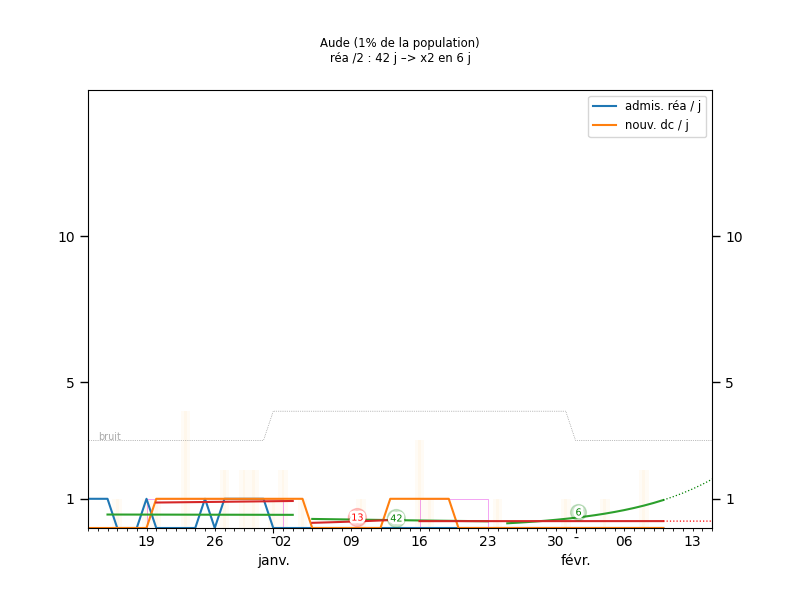 Aude (1% de la population)
réa /2 : 42 j –> x2 en 6 j
admis. réa / j
nouv. dc / j
10
10
5
5
bruit
1
1
13
42
6
19
26
-02
09
16
23
30
-
06
13
janv.
févr.